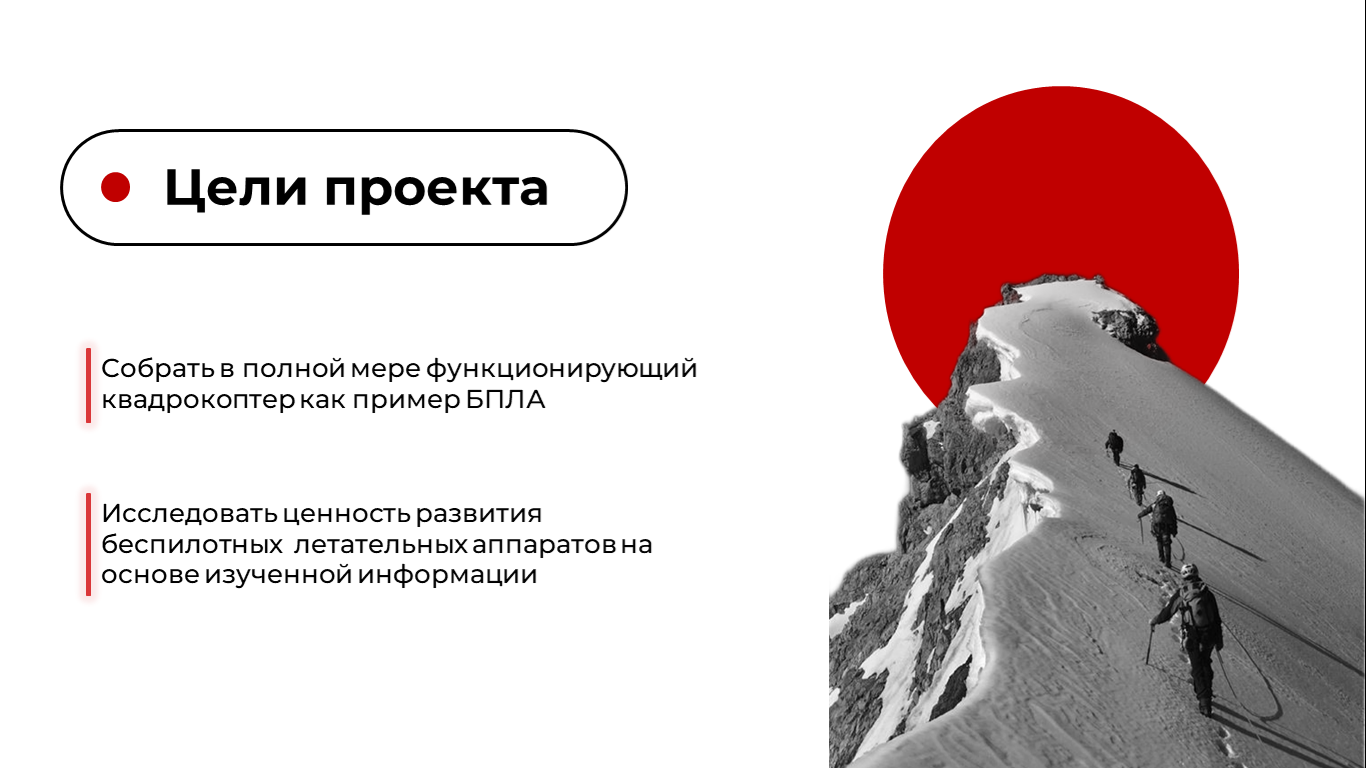 Цели проекта
Собрать в полной мере функционирующий
квадрокоптер как пример БПЛА
Исследовать ценность развития
беспилотных летательных аппаратов на
основе изученной информации